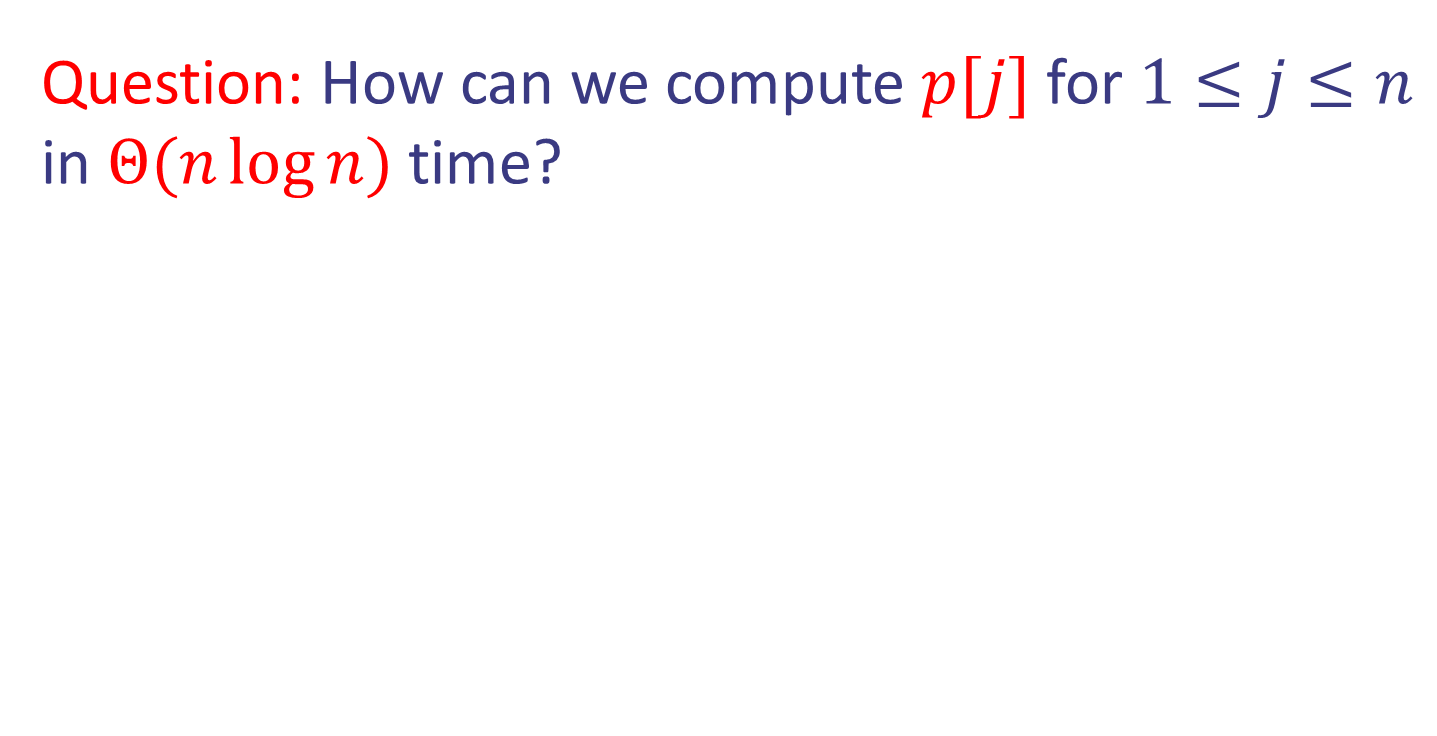 Question: How can we compute p[j] for 1 ≤ j ≤ n
in Θ(n log n) time?